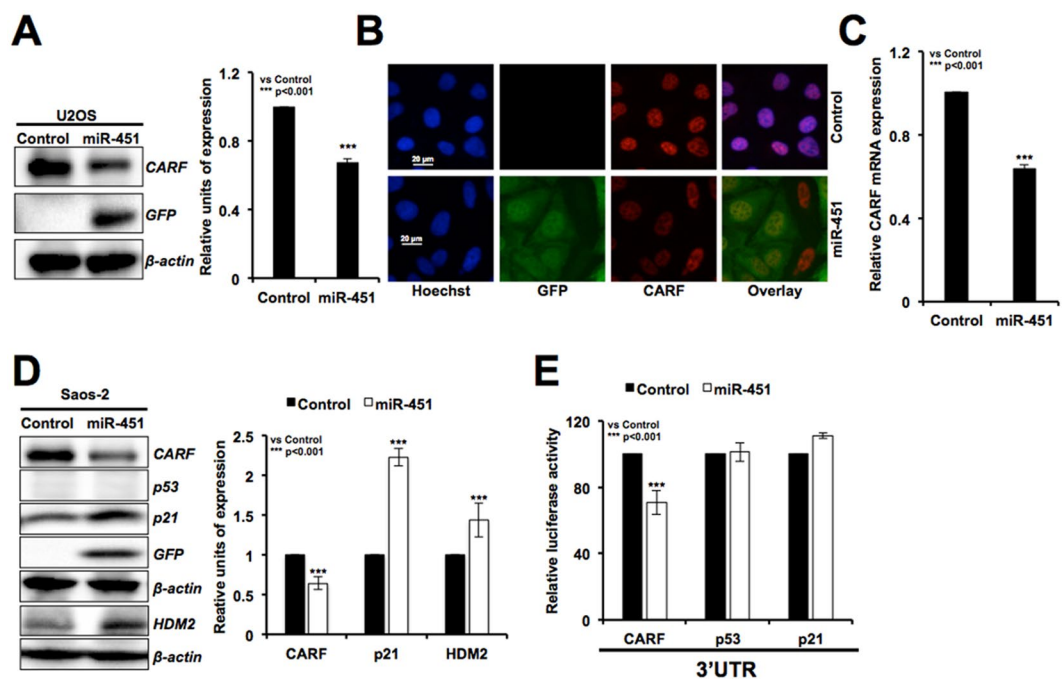 A
U2OS
Control miR-451
CARF
GFP
β-actin
Relative units of expression
1.2
0.8
0.4
0
vs Control
*** p<0.001
***
Control miR-451
B
20 µm
20 µm
Control
miR-451
Hoechst GFP CARF Overlay
C
Relative CARF mRNA expression
1.2
0.9
0.6
0.3
0
vs Control
*** p<0.001
***
Control miR-451
D
Saos-2
Control miR-451
CARF
p53
p21
GFP
β-actin
HDM2
β-actin
Control miR-451
Relative units of expression
2.5
2
1.5
1
0.5
0
vs Control
*** p<0.001
***
***
***
CARF p21 HDM2
E
Control miR-451
Relative luciferase activity
120
80
40
0
vs Control
*** p<0.001
***
CARF p53 p21
3'UTR